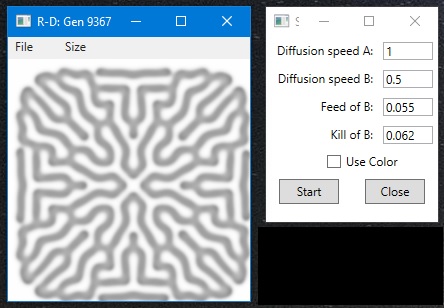 R-D: Gen 9367
File Size
Diffusion speed A: 1
Diffusion speed B: 0.5
Feed of B: 0.055
Kill of B: 0.062
Use Color
Start Close